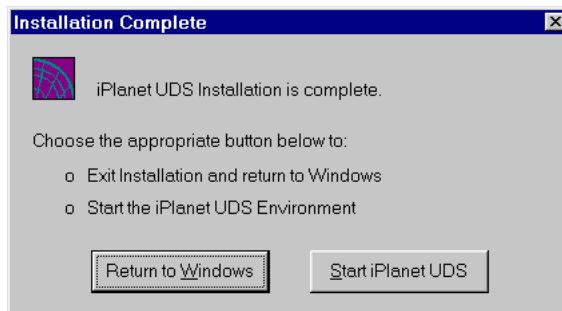 Installation Complete
iPlanet UDS Installation is complete.
Choose the appropriate button below to:
o Exit Installation and return to Windows
o Start the iPlanet UDS Environment
Return to Windows Start iPlanet UDS